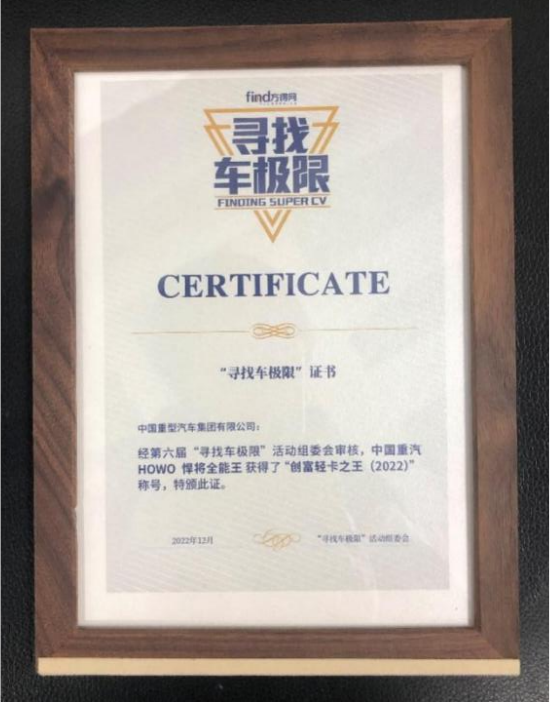 find方得网
寻找
车极限
FINDING SUPER CV
CERTIFICATE
“寻找车极限”证书
中国重型汽车集团有限公司：
经第六届“寻找车极限”活动组委会审核，中国重汽
HOWO 悍将全能王 获得了“创富轻卡之王（2022）”
称号，特颁此证。
2022年12月
“寻找车极限”活动组委会